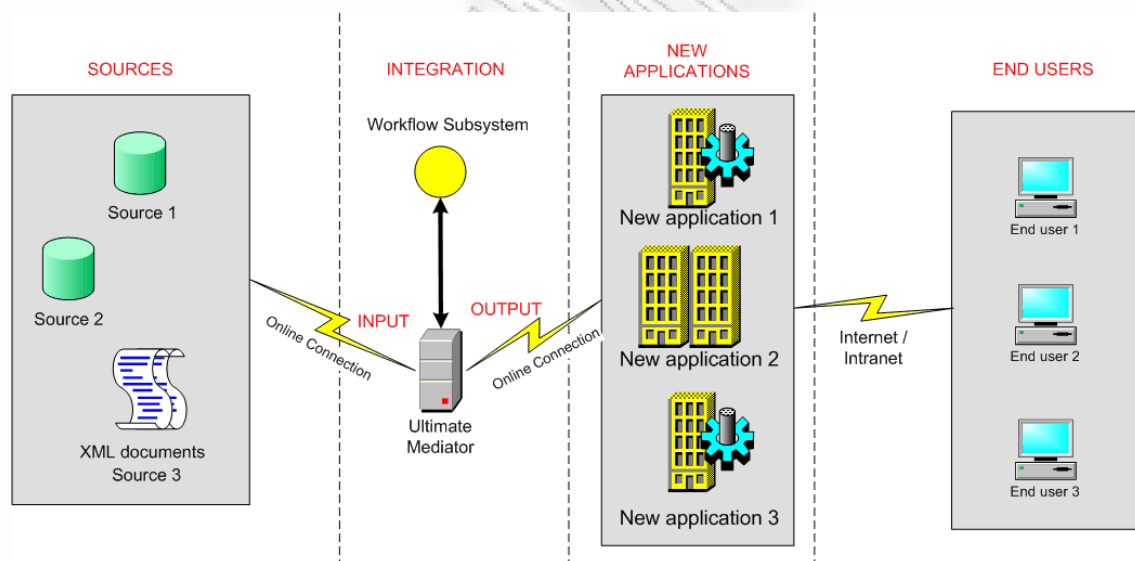 SOURCES
Source 1
Source 2
XML documents
Source 3
INTEGRATION
Workflow Subsystem
INPUT
OUTPUT
Online Connection
Online Connection
Ultimate
Mediator
NEW
APPLICATIONS
New application 1
New application 2
New application 3
Internet /
Intranet
END USERS
End user 1
End user 2
End user 3